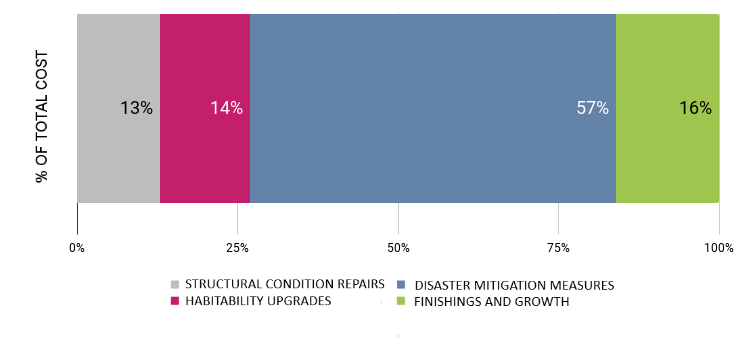 % OF TOTAL COST
13% 14% 57% 16%
0% 25% 50% 75% 100%
STRUCTURAL CONDITION REPAIRS DISASTER MITIGATION MEASURES
HABITABILITY UPGRADES FINISHINGS AND GROWTH